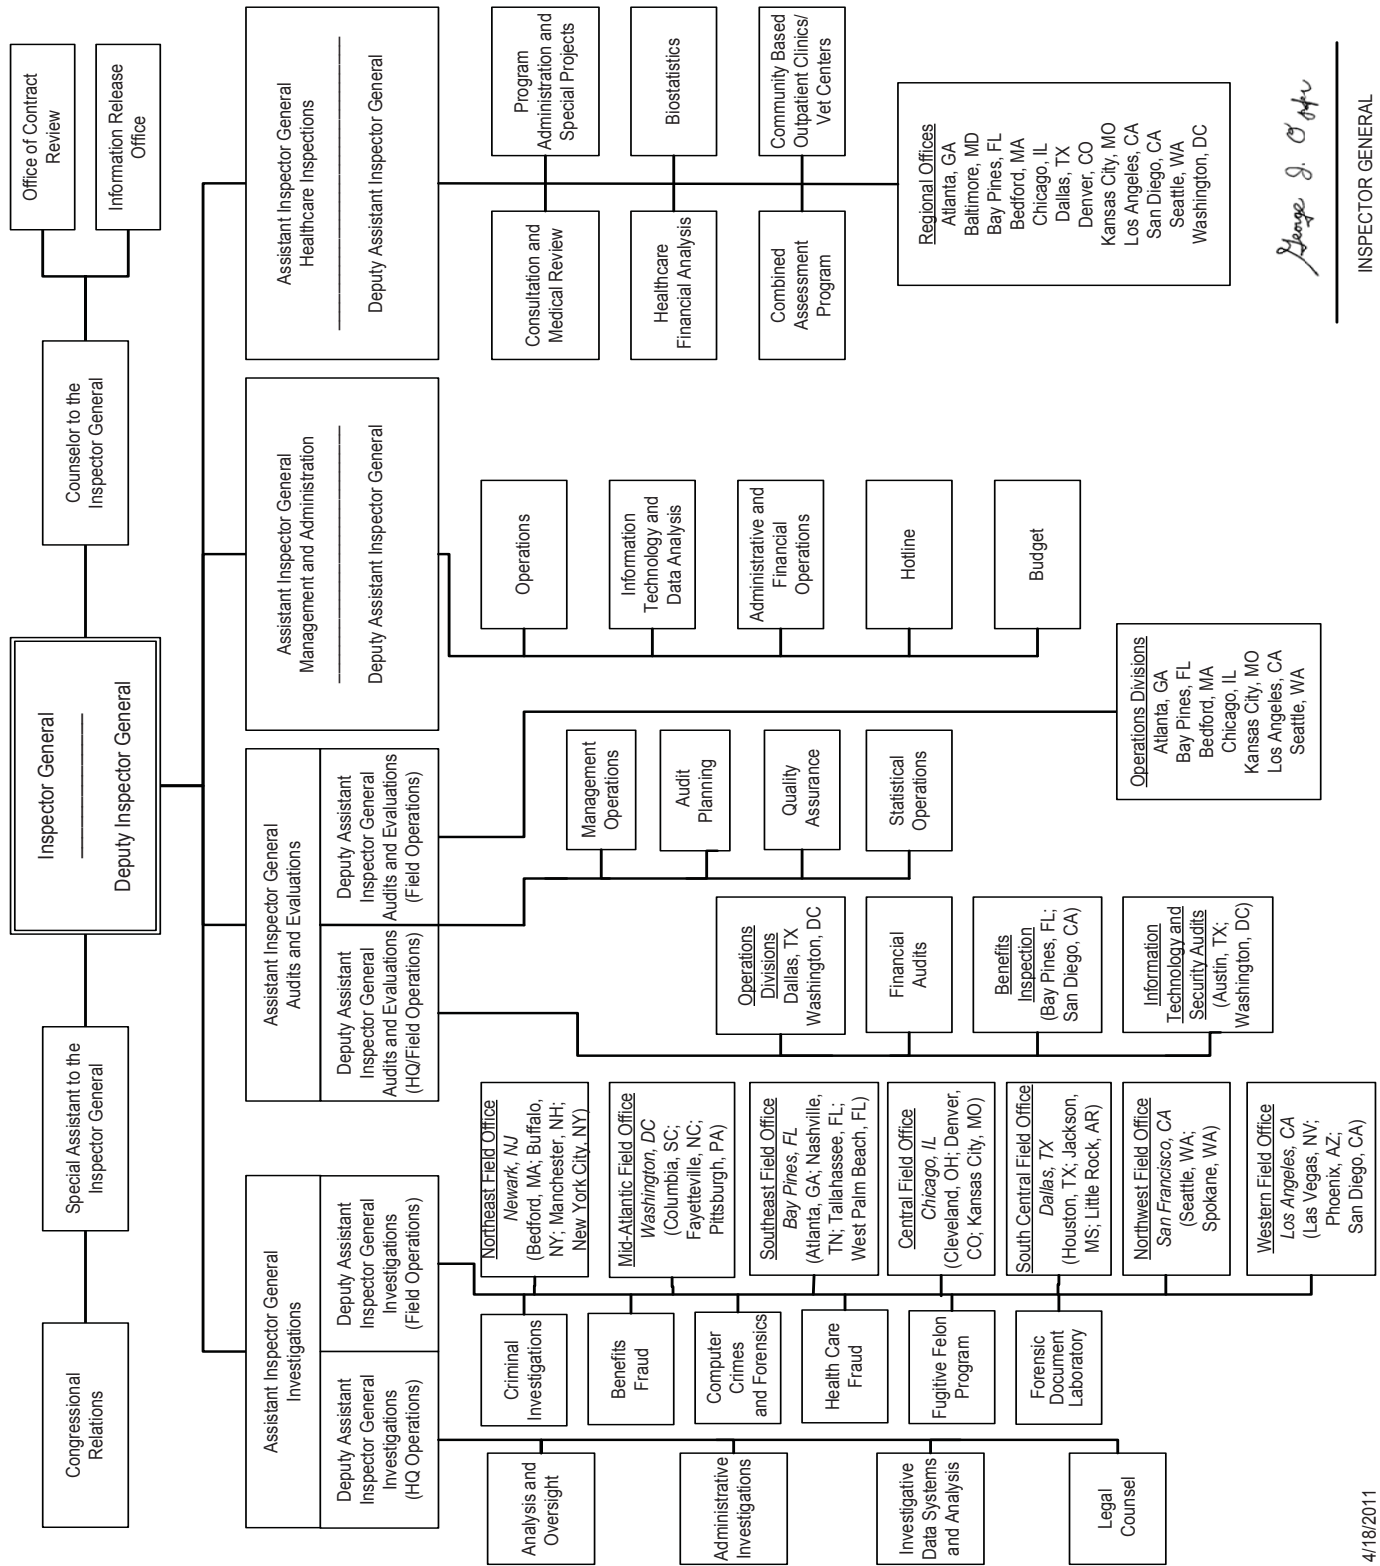 Congressional
Relations
Special Assistant to the
Inspector General
Inspector General
Deputy Inspector General
Counselor to the
Inspector General
Office of Contract
Review
Information Release
Office
Assistant Inspector General
Investigations
Deputy Assistant
Inspector General
Investigations
(HQ Operations)
Deputy Assistant
Inspector General
Investigations
(Field Operations)
Analysis and
Oversight
Administrative
Investigations
Investigative
Data Systems
and Analysis
Legal
Counsel
Criminal
Investigations
Benefits
Fraud
Computer
Crimes
and Forensics
Health Care
Fraud
Fugitive Felon
Program
Forensic
Document
Laboratory
Northeast Field Office
Newark, NJ
(Bedford, MA; Buffalo,
NY; Manchester, NH;
New York City, NY)
Mid-Atlantic Field Office
Washington, DC
(Columbia, SC;
Fayetteville, NC;
Pittsburgh, PA)
Southeast Field Office
Bay Pines, FL
(Atlanta, GA; Nashville,
TN; Tallahassee, FL;
West Palm Beach, FL)
Central Field Office
Chicago, IL
(Cleveland, OH; Denver,
CO; Kansas City, MO)
South Central Field Office
Dallas, TX
(Houston, TX; Jackson,
MS; Little Rock, AR)
Northwest Field Office
San Francisco, CA
(Seattle, WA;
Spokane, WA)
Western Field Office
Los Angeles, CA
(Las Vegas, NV;
Phoenix, AZ;
San Diego, CA)
Assistant Inspector General
Audits and Evaluations
Deputy Assistant
Inspector General
Audits and Evaluations
(HQ/Field Operations)
Deputy Assistant
Inspector General
Audits and Evaluations
(Field Operations)
Operations
Divisions
Dallas, TX
Washington, DC
Financial
Audits
Benefits
Inspection
(Bay Pines, FL;
San Diego, CA)
Information
Technology and
Security Audits
(Austin, TX;
Washington, DC)
Management
Operations
Audit
Planning
Quality
Assurance
Statistical
Operations
Operations Divisions
Atlanta, GA
Bay Pines, FL
Bedford, MA
Chicago, IL
Kansas City, MO
Los Angeles, CA
Seattle, WA
Assistant Inspector General
Management and Administration
Deputy Assistant Inspector General
Operations
Information
Technology and
Data Analysis
Administrative and
Financial
Operations
Hotline
Budget
Assistant Inspector General
Healthcare Inspections
Deputy Assistant Inspector General
Consultation and
Medical Review
Program
Administration and
Special Projects
Healthcare
Financial Analysis
Biostatistics
Combined
Assessment
Program
Community Based
Outpatient Clinics/
Vet Centers
Regional Offices
Atlanta, GA
Baltimore, MD
Bay Pines, FL
Bedford, MA
Chicago, IL
Dallas, TX
Denver, CO
Kansas City, MO
Los Angeles, CA
San Diego, CA
Seattle, WA
Washington, DC
George J.
INSPECTOR GENERAL
4/18/2011